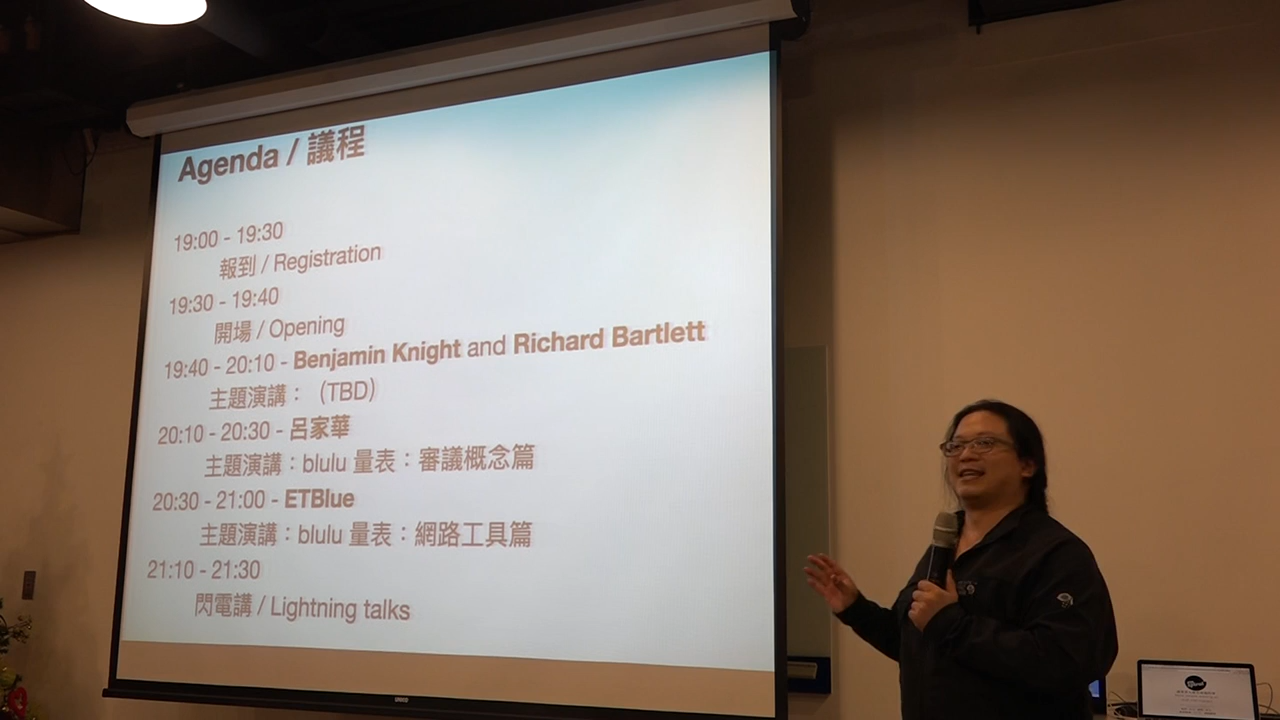 Agenda / 議程
19:00 - 19:30
報到 / Registration
19:30 - 19:40
開場 / Opening
19:40 - 20:10 - Benjamin Knight and Richard Bartlett
主題演講：（TBD）
20:10 - 20:30 - 呂家華
主題演講：blulu 量表：審議概念篇
20:30 - 21:00 - ETBlue
主題演講：blulu 量表：網路工具篇
21:10 - 21:30
閃電講 / Lightning talks